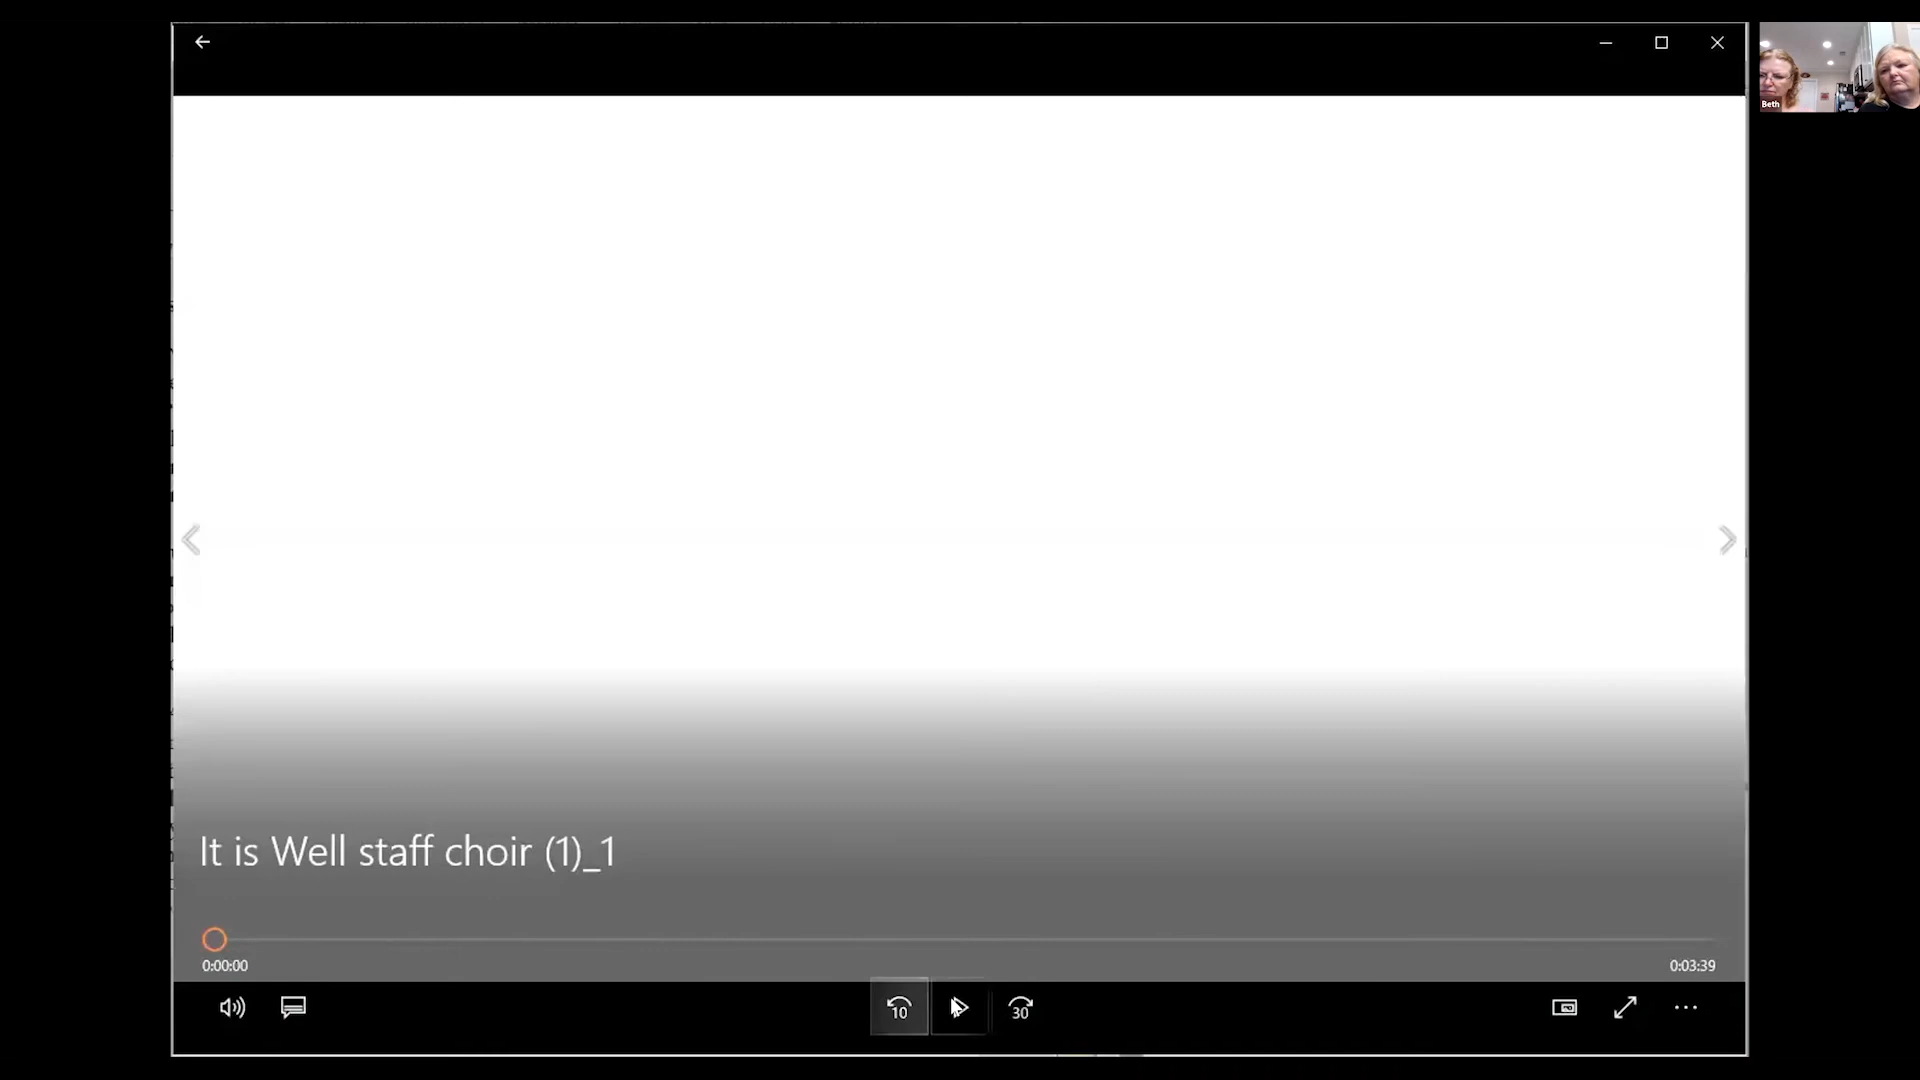 Beth
It is Well staff choir (1)_1
0:00:00
0:03:39
10
30